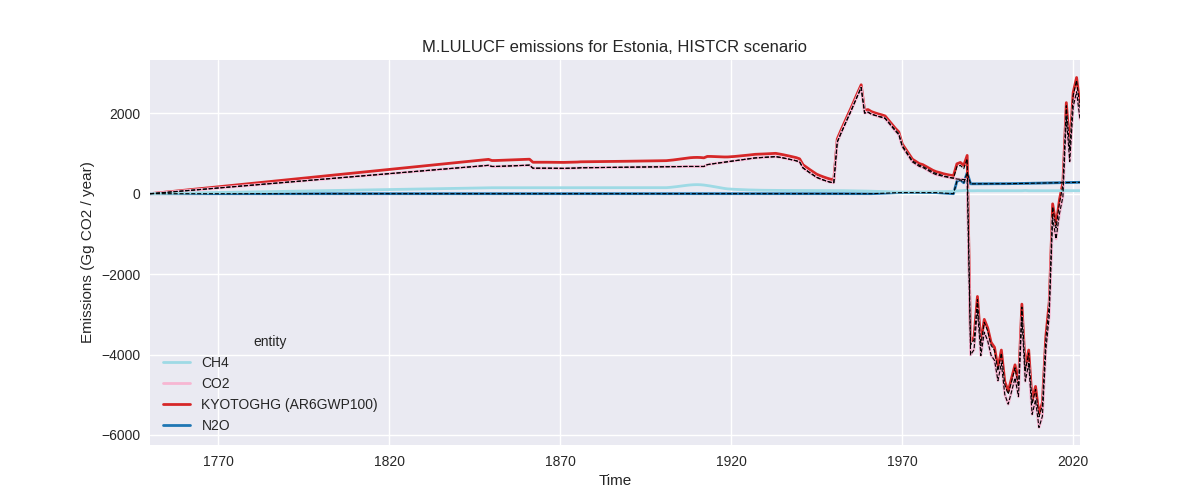 M.LULUCF emissions for Estonia, HISTCR scenario
Emissions (Gg CO2 / year)
2000
0
−2000
−4000
−6000
entity
CH4
CO2
KYOTOGHG (AR6GWP100)
N2O
1770
1820
1870
1920
1970
2020
Time